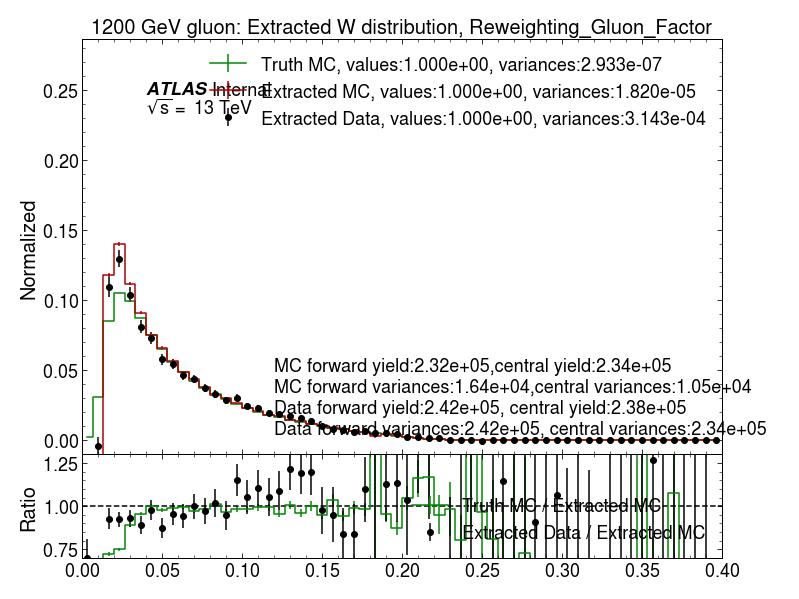 1200 GeV gluon: Extracted W distribution, Reweighting_Gluon_Factor
Truth MC, values:1.000e+00, variances:2.933e-07
ATLAS Internal
Extracted MC, values:1.000e+00, variances:1.820e-05
√s = 13 TeV
Extracted Data, values:1.000e+00, variances:3.143e-04
Normalized
0.25
0.20
0.15
0.10
0.05
0.00
MC forward yield:2.32e+05,central yield:2.34e+05
MC forward variances:1.64e+04,central variances:1.05e+04
Data forward yield:2.42e+05, central yield:2.38e+05
Data forward variances:2.42e+05, central variances:2.34e+05
Ratio
1.25
1.00
0.75
Truth MC / Extracted MC
Extracted Data / Extracted MC
0.00 0.05 0.10 0.15 0.20 0.25 0.30 0.35 0.40